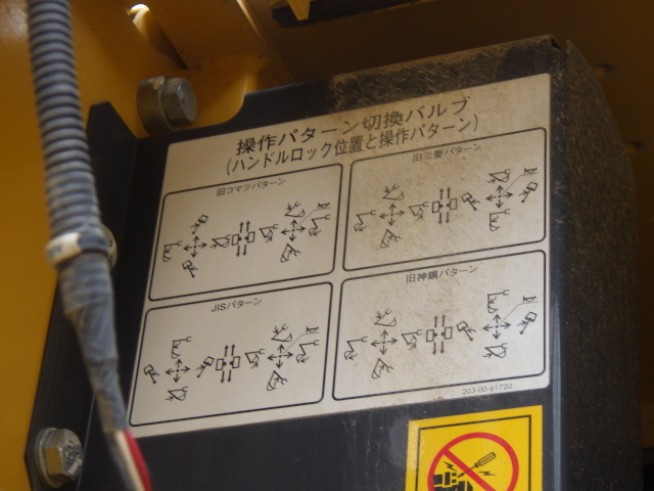 操作パターン切換バルブ
(ハンドルロック位置と操作パターン)
旧コマツパターン
旧三菱パターン
JISパターン
旧神鋼パターン
203-00-61720